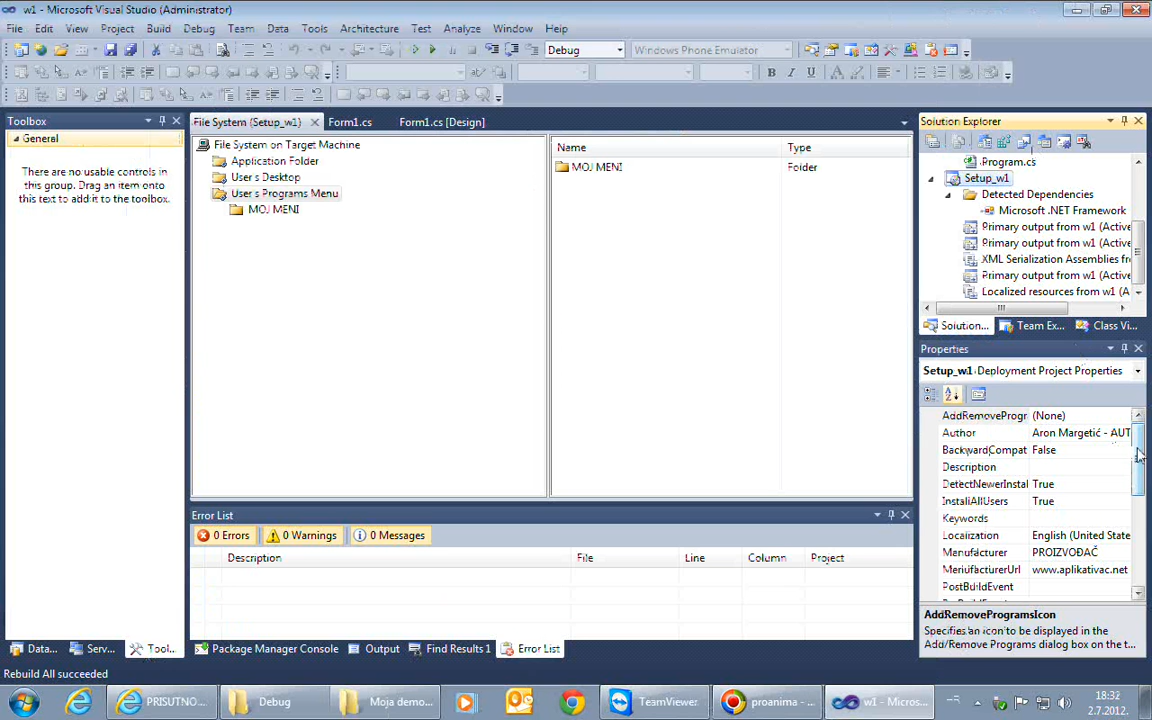 w1 - Microsoft Visual Studio (Administrator)
File Edit View Project Build Debug Team Data Tools Architecture Test Analyze Window Help
Debug Windows Phone Emulator
Toolbox
General
There are no usable controls in
this group. Drag an item onto
this text to add it to the toolbox.
File System (Setup_w1) Form1.cs Form1.cs [Design]
File System on Target Machine
Application Folder
User's Desktop
User's Programs Menu
MOJ MENI
Name Type
MOJ MENI Folder
Solution Explorer
Program.cs
Setup_w1
Detected Dependencies
Microsoft .NET Framework
Primary output from w1 (Active
Primary output from w1 (Active
XML Serialization Assemblies fr
Primary output from w1 (Active
Localized resources from w1 (A
Solution... Team Ex... Class Vi...
Properties
Setup_w1 Deployment Project Properties
AddRemoveProgr (None)
Author Aron Margetić - AUT
BackwardCompat False
Description
DetectNewerInstal True
InstallAllUsers True
Keywords
Localization English (United State
Manufacturer PROIZVOĐAČ
ManufacturerUrl www.aplikativac.net
PostBuildEvent
AddRemoveProgramsIcon
Specifies an icon to be displayed in the
Add/Remove Programs dialog box on the t...
Error List
0 Errors 0 Warnings 0 Messages
Description File Line Column Project
Data... Serv... Tool... Package Manager Console Output Find Results 1 Error List
Rebuild All succeeded
PRISUTNO... Debug Moja demo... TeamViewer proanima - ... w1 - Micros...
18:32
2.7.2012.